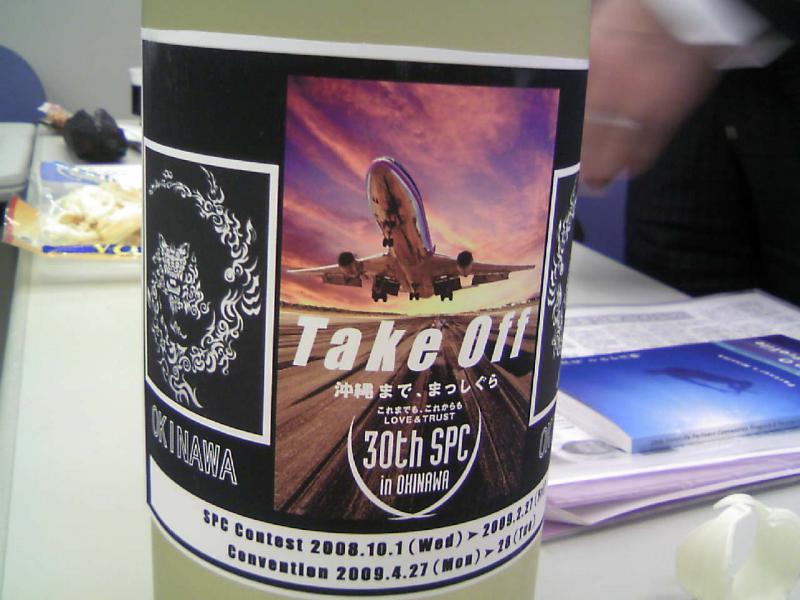 Take Off
沖縄まで、まっしぐら
これまでも、これからも
LOVE & TRUST
30th SPC
in OKINAWA
OKINAWA
SPC Contest 2008.10.1 (Wed) ➤ 2009.2.27
Convention 2009.4.27 (Mon) ➤ 28 (Tue)